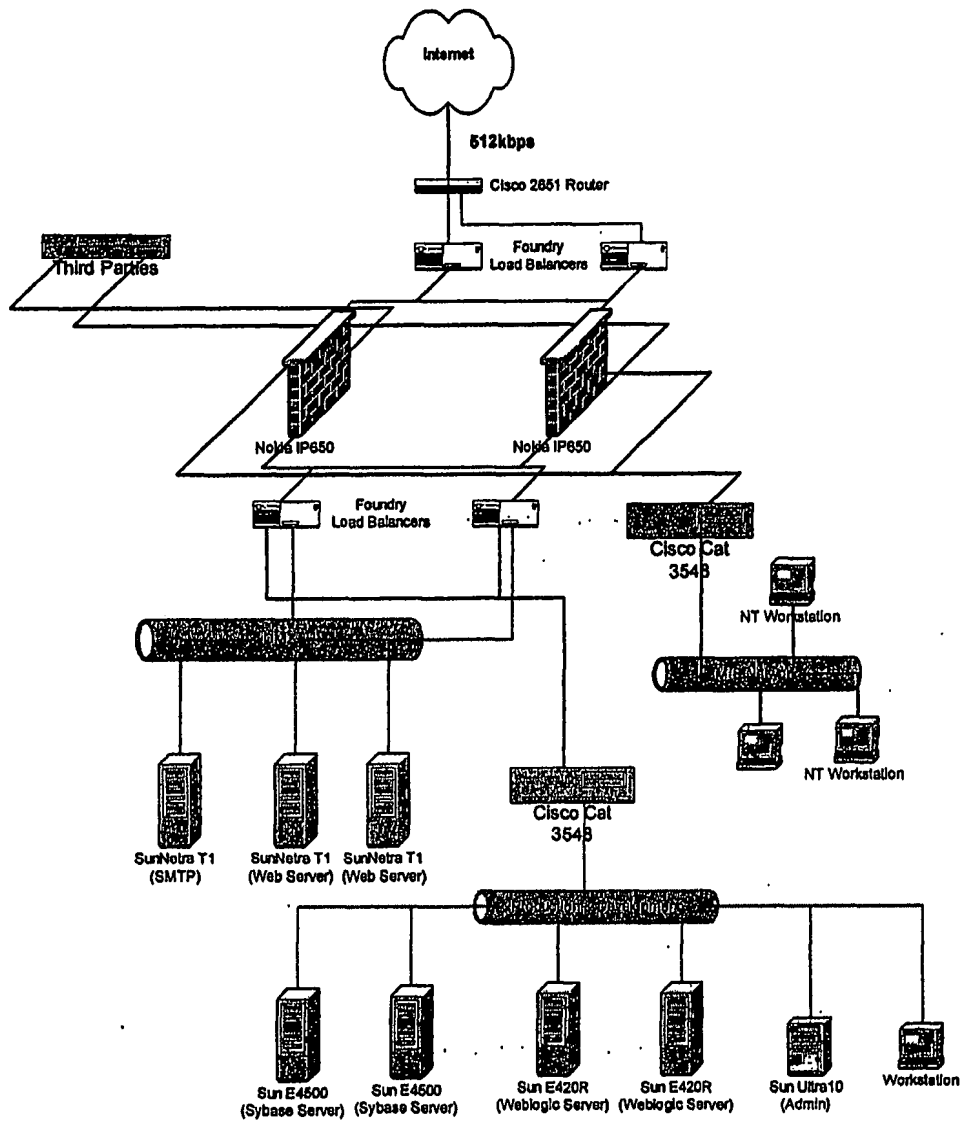 Internet
512kbps
Cisco 2651 Router
Foundry
Load Balancers
Third Parties
Nokia IP650
Nokia IP650
Foundry
Load Balancers
Cisco Cat
3548
NT Workstation
NT Workstation
Cisco Cat
3548
SunNetra T1
(SMTP)
SunNetra T1
(Web Server)
SunNetra T1
(Web Server)
Sun E4500
(Sybase Server)
Sun E4500
(Sybase Server)
Sun E420R
(Weblogic Server)
Sun E420R
(Weblogic Server)
Sun Ultra10
(Admin)
Workstation